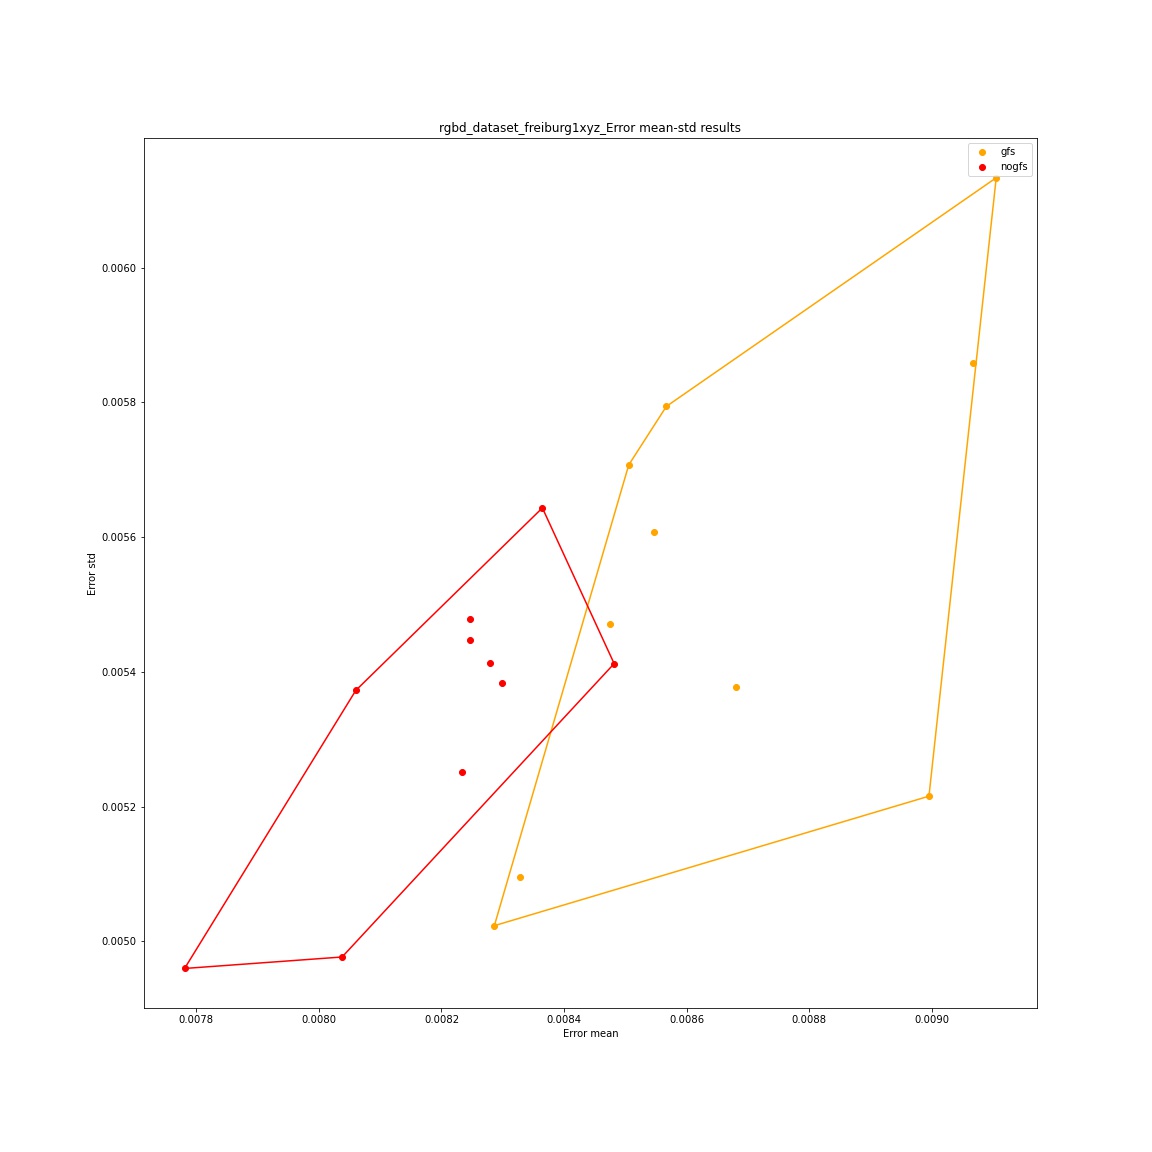 rgbd_dataset_freiburg1xyz_Error mean-std results
gfs
nogfs
0.0060
0.0058
0.0056
0.0054
0.0052
0.0050
Error std
0.0078
0.0080
0.0082
0.0084
0.0086
0.0088
0.0090
Error mean